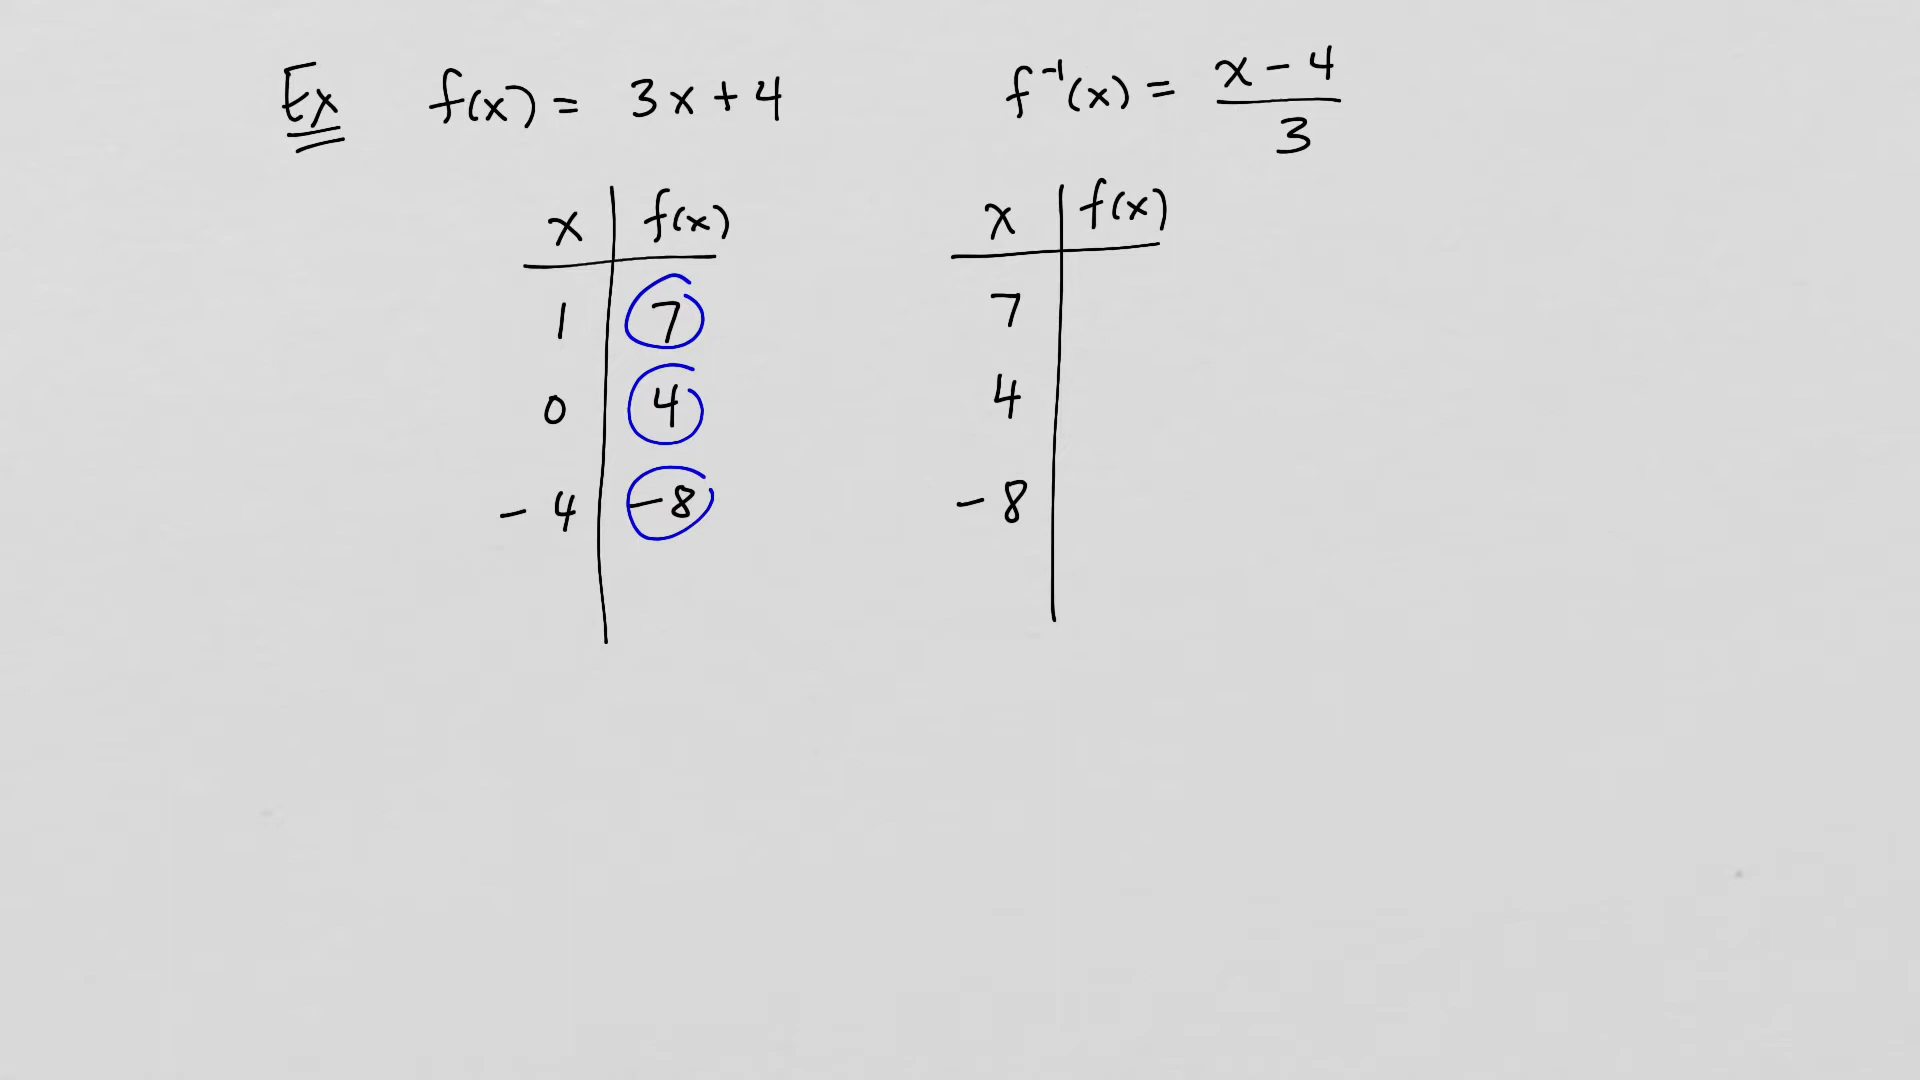 Ex f(x) = 3x + 4 f⁻¹(x) = (x - 4)/3
x f(x) x f(x)
1 7 7
0 4 4
-4 -8 -8